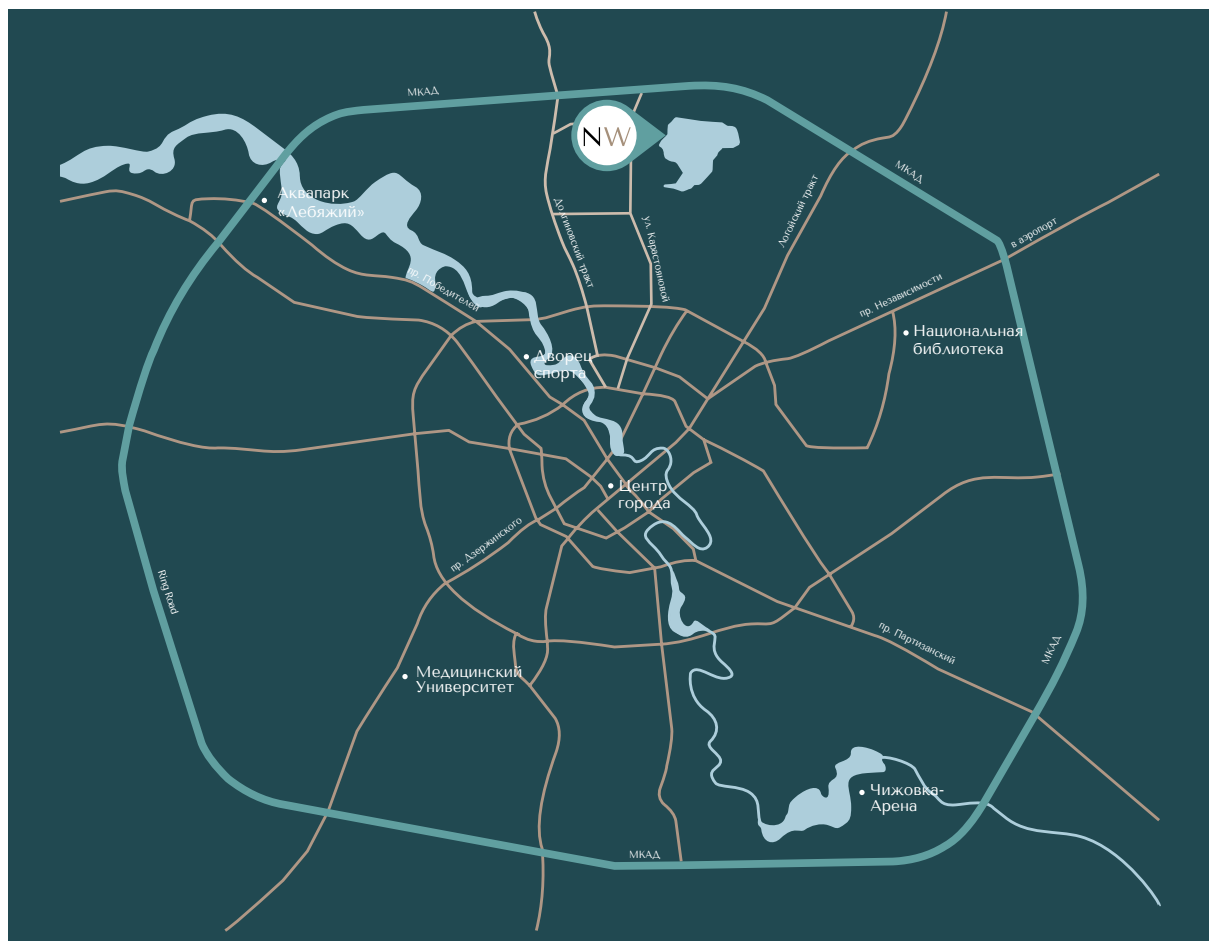 МКАД
NW
МКАД
Аквапарк
«Лебяжий»
Долгиновский тракт
ул. Карастояновой
Логойский тракт
в аэропорт
пр. Победителей
пр. Независимости
Национальная
библиотека
Дворец
спорта
Центр
города
пр. Дзержинского
Ring Road
пр. Партизанский
МКАД
Медицинский
Университет
Чижовка-
Арена
МКАД